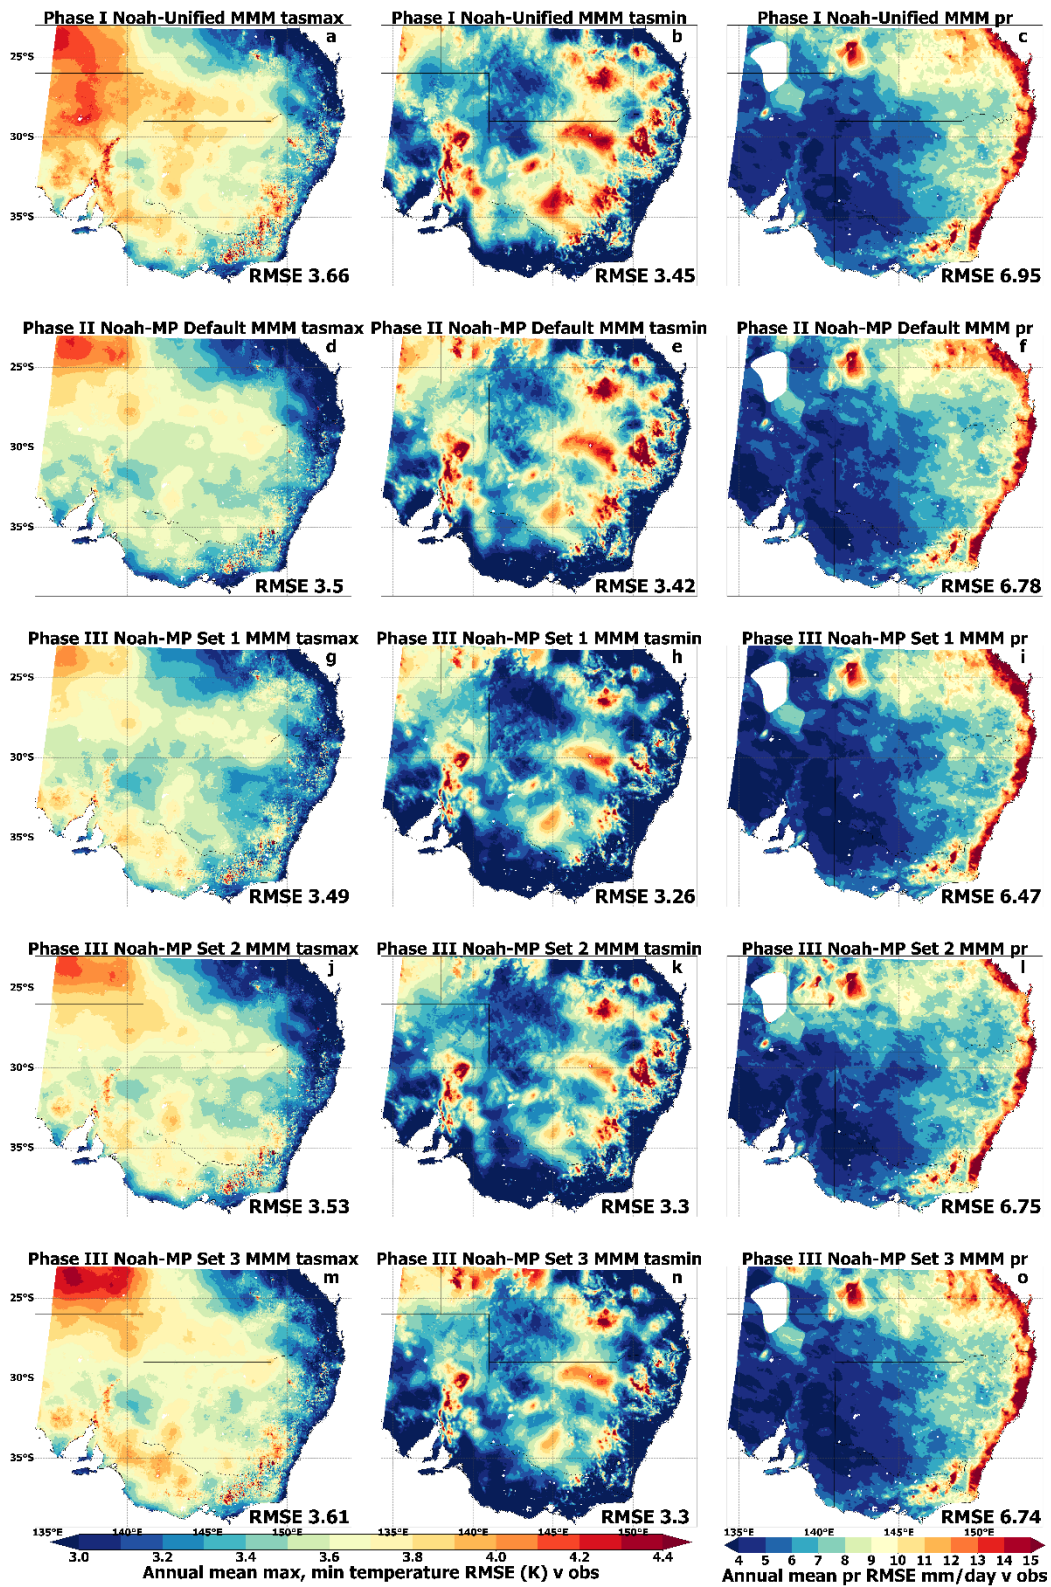 Phase I Noah-Unified MMM tasmax
Phase I Noah-Unified MMM tasmin
Phase I Noah-Unified MMM pr
a
b
c
25°S
30°S
35°S
RMSE 3.66
RMSE 3.45
RMSE 6.95
Phase II Noah-MP Default MMM tasmax
Phase II Noah-MP Default MMM tasmin
Phase II Noah-MP Default MMM pr
d
e
f
25°S
30°S
35°S
RMSE 3.5
RMSE 3.42
RMSE 6.78
Phase III Noah-MP Set 1 MMM tasmax
Phase III Noah-MP Set 1 MMM tasmin
Phase III Noah-MP Set 1 MMM pr
g
h
i
25°S
30°S
35°S
RMSE 3.49
RMSE 3.26
RMSE 6.47
Phase III Noah-MP Set 2 MMM tasmax
Phase III Noah-MP Set 2 MMM tasmin
Phase III Noah-MP Set 2 MMM pr
j
k
l
25°S
30°S
35°S
RMSE 3.53
RMSE 3.3
RMSE 6.75
Phase III Noah-MP Set 3 MMM tasmax
Phase III Noah-MP Set 3 MMM tasmin
Phase III Noah-MP Set 3 MMM pr
m
n
o
25°S
30°S
35°S
RMSE 3.61
RMSE 3.3
RMSE 6.74
135°E 140°E 145°E 150°E
135°E 140°E 145°E 150°E
135°E 140°E 145°E 150°E
3.0 3.2 3.4 3.6 3.8 4.0 4.2 4.4
Annual mean max, min temperature RMSE (K) v obs
4 5 6 7 8 9 10 11 12 13 14 15
Annual mean pr RMSE mm/day v obs